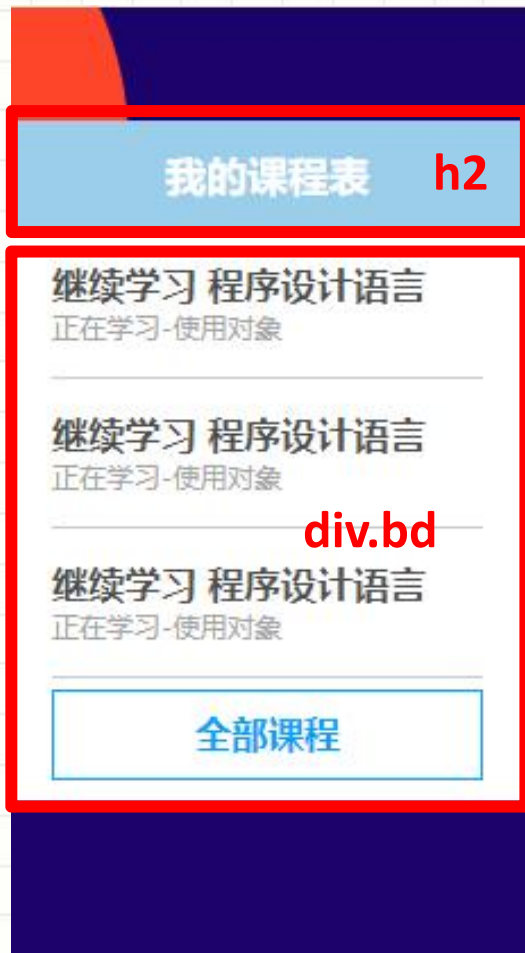 我的课程表 h2
继续学习 程序设计语言
正在学习-使用对象
继续学习 程序设计语言
正在学习-使用对象
div.bd
继续学习 程序设计语言
正在学习-使用对象
全部课程